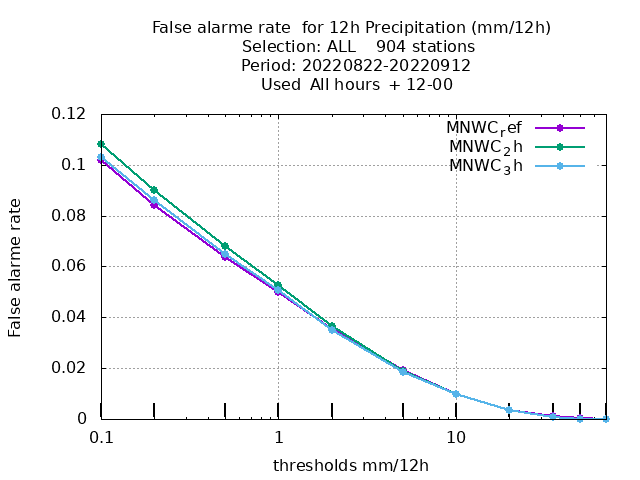 False alarme rate  for 12h Precipitation (mm/12h)
Selection: ALL    904 stations
Period: 20220822-20220912
Used  All hours  + 12-00
MNWC_ref
MNWC_2h
MNWC_3h
0.12
0.1
0.08
0.06
0.04
0.02
0
False alarme rate
0.1
1
10
thresholds mm/12h